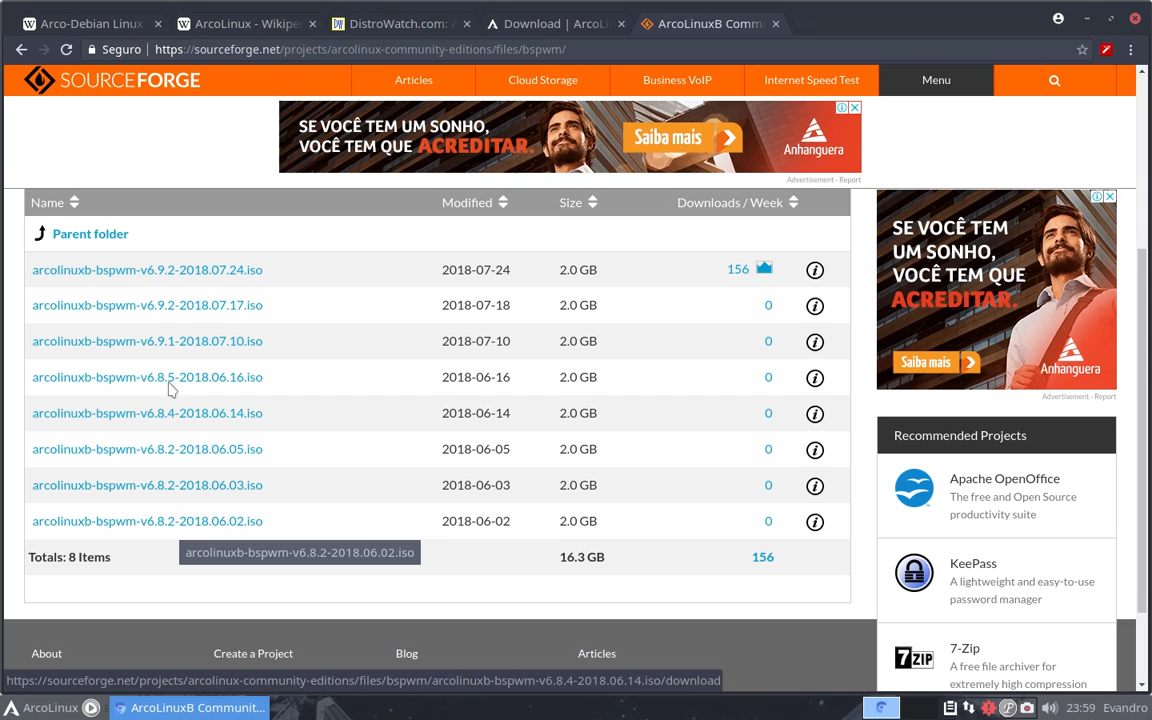 Arco-Debian Linux
ArcoLinux - Wikipe
DistroWatch.com: A
Download | ArcoLi
ArcoLinuxB Comm
Seguro
https://sourceforge.net/projects/arcolinux-community-editions/files/bspwm/
SOURCEFORGE
Articles
Cloud Storage
Business VoIP
Internet Speed Test
Menu
SE VOCÊ TEM UM SONHO,
VOCÊ TEM QUE ACREDITAR.
Saiba mais
Anhanguera
Advertisement - Report
Name
Modified
Size
Downloads / Week
Parent folder
arcolinuxb-bspwm-v6.9.2-2018.07.24.iso 2018-07-24 2.0 GB 156
arcolinuxb-bspwm-v6.9.2-2018.07.17.iso 2018-07-18 2.0 GB 0
arcolinuxb-bspwm-v6.9.1-2018.07.10.iso 2018-07-10 2.0 GB 0
arcolinuxb-bspwm-v6.8.5-2018.06.16.iso 2018-06-16 2.0 GB 0
arcolinuxb-bspwm-v6.8.4-2018.06.14.iso 2018-06-14 2.0 GB 0
arcolinuxb-bspwm-v6.8.2-2018.06.05.iso 2018-06-05 2.0 GB 0
arcolinuxb-bspwm-v6.8.2-2018.06.03.iso 2018-06-03 2.0 GB 0
arcolinuxb-bspwm-v6.8.2-2018.06.02.iso 2018-06-02 2.0 GB 0
arcolinuxb-bspwm-v6.8.2-2018.06.02.iso
Totals: 8 Items 16.3 GB 156
SE VOCÊ TEM
UM SONHO,
VOCÊ TEM QUE
ACREDITAR.
Saiba mais
Anhanguera
Advertisement - Report
Recommended Projects
Apache OpenOffice
The free and Open Source
productivity suite
KeePass
A lightweight and easy-to-use
password manager
7ZIP
7-Zip
A free file archiver for
extremely high compression
About
Create a Project
Blog
Articles
https://sourceforge.net/projects/arcolinux-community-editions/files/bspwm/arcolinuxb-bspwm-v6.8.4-2018.06.14.iso/download
ArcoLinux
ArcoLinuxB Communit...
23:59
Evandro